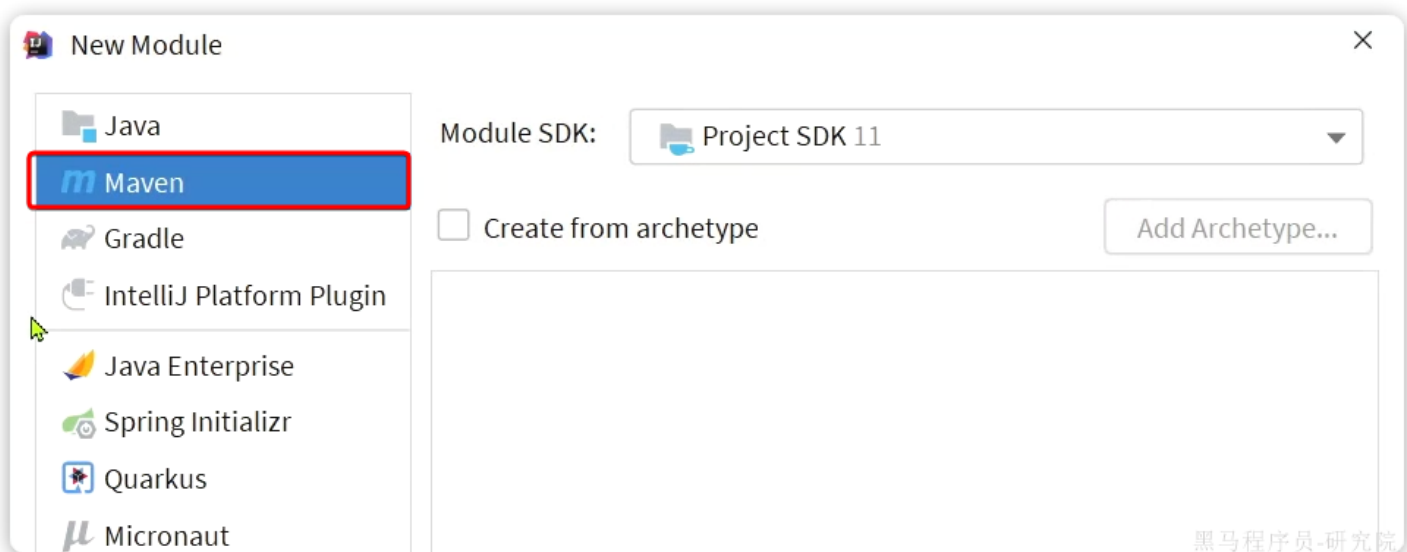 New Module
Java
Maven
Gradle
IntelliJ Platform Plugin
Java Enterprise
Spring Initializr
Quarkus
Micronaut
Module SDK:
Project SDK 11
Create from archetype
Add Archetype...
黑马程序员-研究院